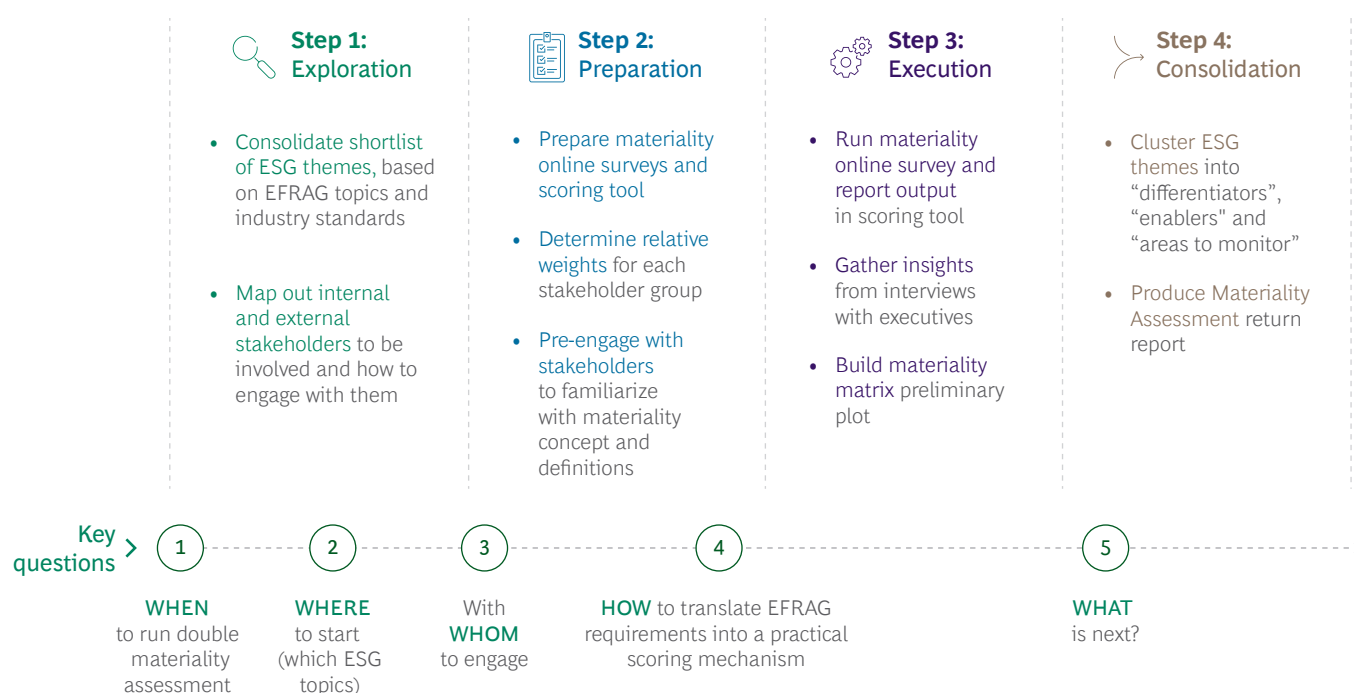 Step 1:
Exploration
• Consolidate shortlist
of ESG themes, based
on EFRAG topics and
industry standards
• Map out internal
and external
stakeholders to be
involved and how to
engage with them
Step 2:
Preparation
• Prepare materiality
online surveys and
scoring tool
• Determine relative
weights for each
stakeholder group
• Pre-engage with
stakeholders
to familiarize
with materiality
concept and
definitions
Step 3:
Execution
• Run materiality
online survey and
report output
in scoring tool
• Gather insights
from interviews
with executives
• Build materiality
matrix preliminary
plot
Step 4:
Consolidation
• Cluster ESG
themes into
“differentiators”,
“enablers" and
“areas to monitor”
• Produce Materiality
Assessment return
report
Key
questions
1
WHEN
to run double
materiality
assessment
2
WHERE
to start
(which ESG
topics)
3
With
WHOM
to engage
4
HOW to translate EFRAG
requirements into a practical
scoring mechanism
5
WHAT
is next?